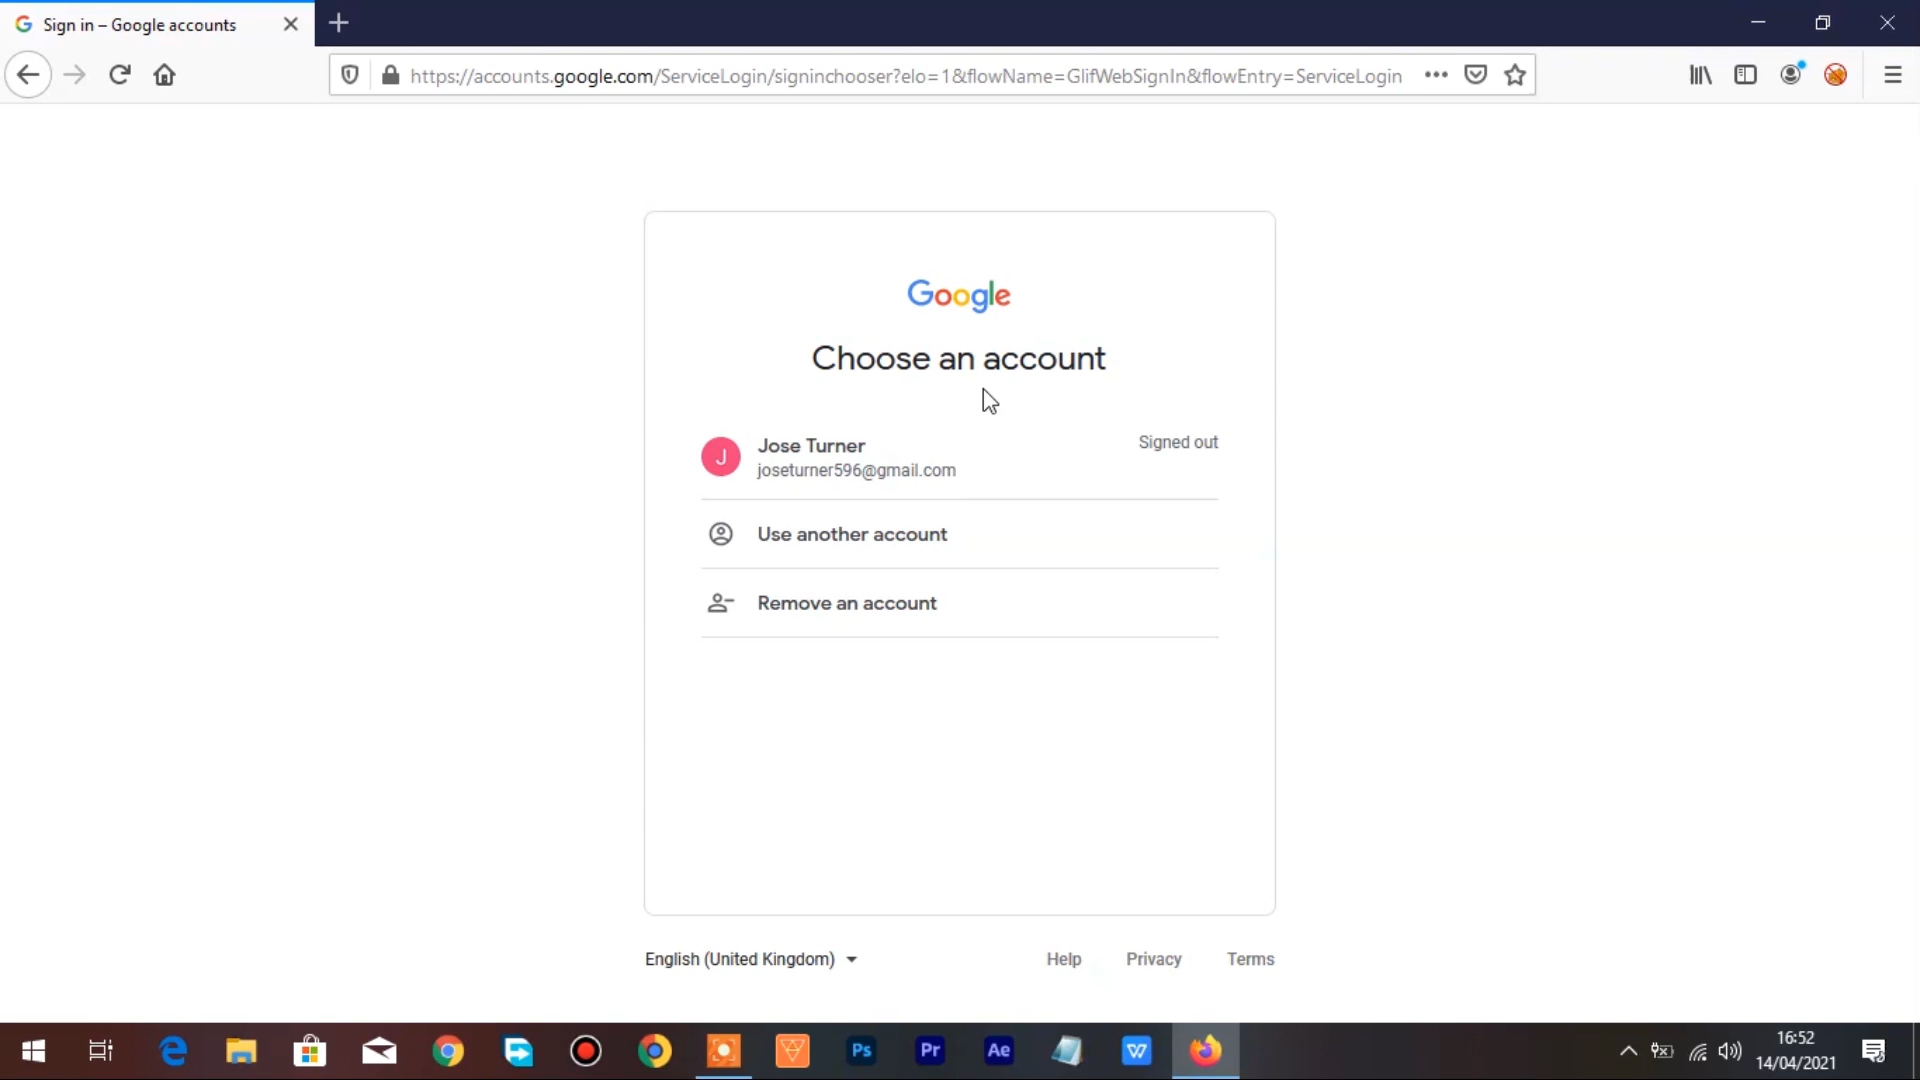 Sign in – Google accounts
https://accounts.google.com/ServiceLogin/signinchooser?elo=1&flowName=GlifWebSignIn&flowEntry=ServiceLogin
Google
Choose an account
J
Jose Turner
Signed out
joseturner596@gmail.com
Use another account
Remove an account
English (United Kingdom)
Help
Privacy
Terms
Ps
Pr
Ae
W
16:52
14/04/2021